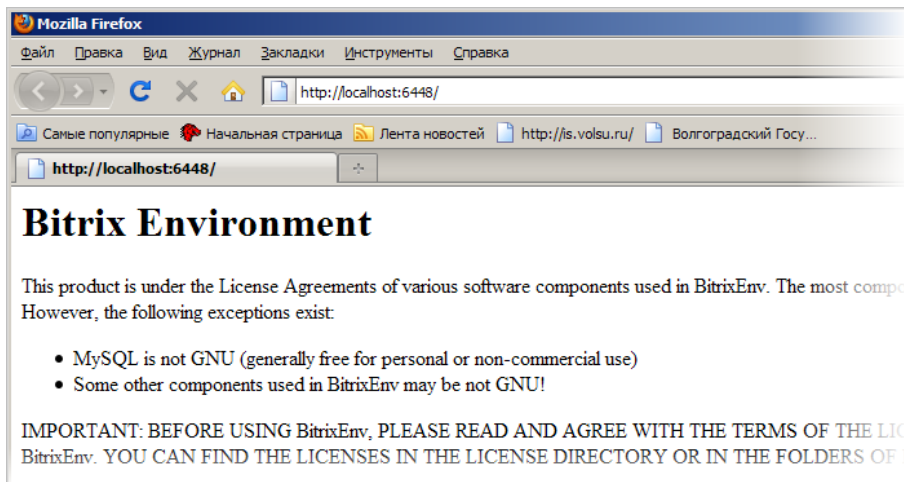 Mozilla Firefox
Файл Правка Вид Журнал Закладки Инструменты Справка
http://localhost:6448/
Самые популярные Начальная страница Лента новостей http://is.volsu.ru/ Волгоградский Госу...
http://localhost:6448/
Bitrix Environment
This product is under the License Agreements of various software components used in BitrixEnv. The most compo
However, the following exceptions exist:
• MySQL is not GNU (generally free for personal or non-commercial use)
• Some other components used in BitrixEnv may be not GNU!
IMPORTANT: BEFORE USING BitrixEnv, PLEASE READ AND AGREE WITH THE TERMS OF THE LIC
BitrixEnv. YOU CAN FIND THE LICENSES IN THE LICENSE DIRECTORY OR IN THE FOLDERS OF